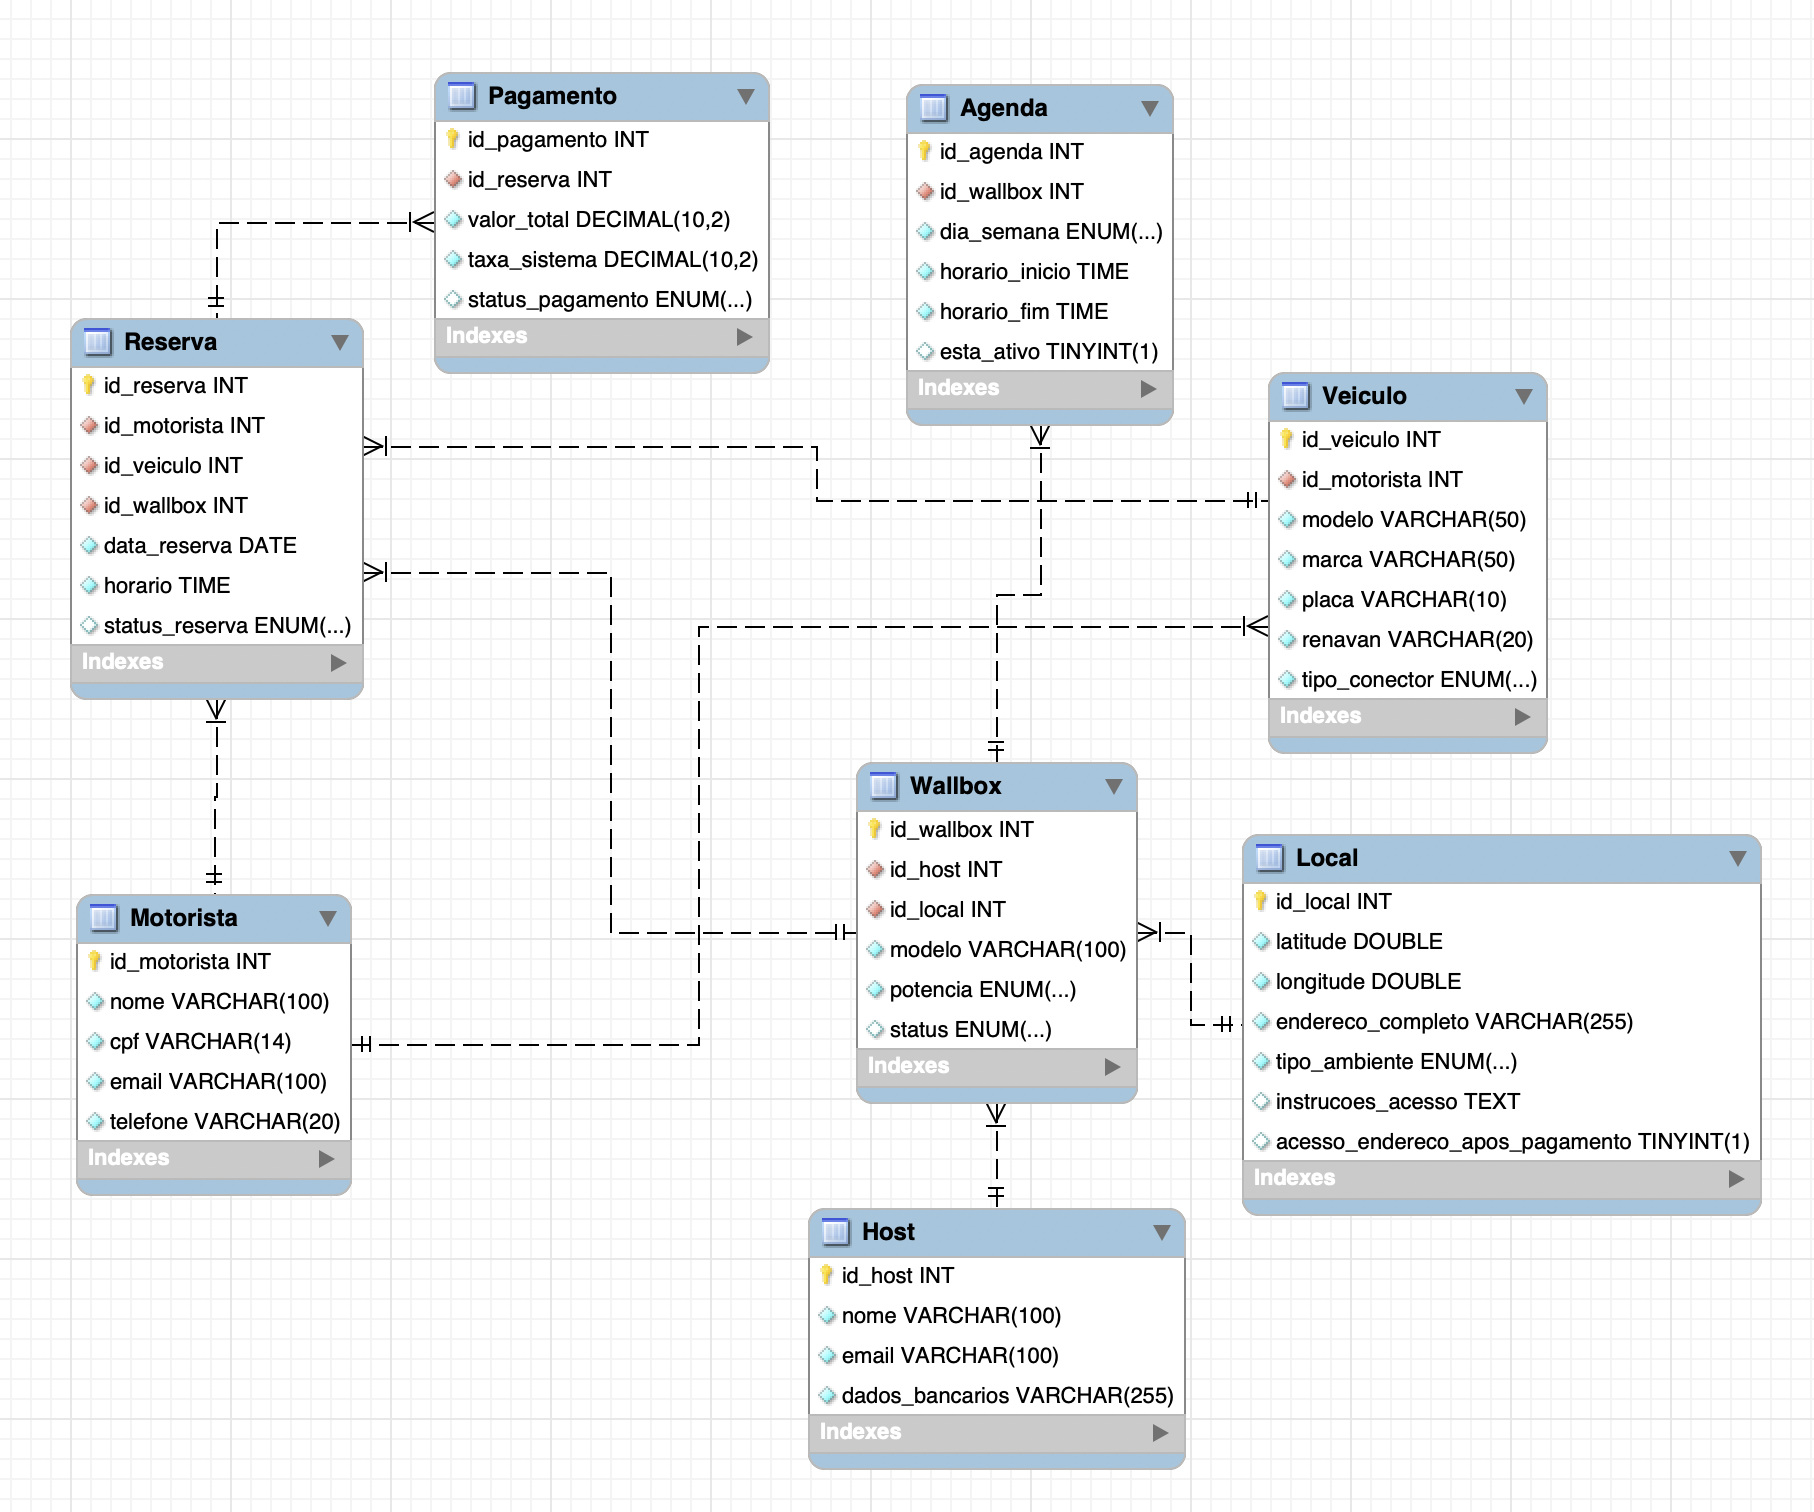 Pagamento
id_pagamento INT
id_reserva INT
valor_total DECIMAL(10,2)
taxa_sistema DECIMAL(10,2)
status_pagamento ENUM(...)
Indexes
Agenda
id_agenda INT
id_wallbox INT
dia_semana ENUM(...)
horario_inicio TIME
horario_fim TIME
esta_ativo TINYINT(1)
Indexes
Reserva
id_reserva INT
id_motorista INT
id_veiculo INT
id_wallbox INT
data_reserva DATE
horario TIME
status_reserva ENUM(...)
Indexes
Veiculo
id_veiculo INT
id_motorista INT
modelo VARCHAR(50)
marca VARCHAR(50)
placa VARCHAR(10)
renavan VARCHAR(20)
tipo_conector ENUM(...)
Indexes
Wallbox
id_wallbox INT
id_host INT
id_local INT
modelo VARCHAR(100)
potencia ENUM(...)
status ENUM(...)
Indexes
Local
id_local INT
latitude DOUBLE
longitude DOUBLE
endereco_completo VARCHAR(255)
tipo_ambiente ENUM(...)
instrucoes_acesso TEXT
acesso_endereco_apos_pagamento TINYINT(1)
Indexes
Motorista
id_motorista INT
nome VARCHAR(100)
cpf VARCHAR(14)
email VARCHAR(100)
telefone VARCHAR(20)
Indexes
Host
id_host INT
nome VARCHAR(100)
email VARCHAR(100)
dados_bancarios VARCHAR(255)
Indexes